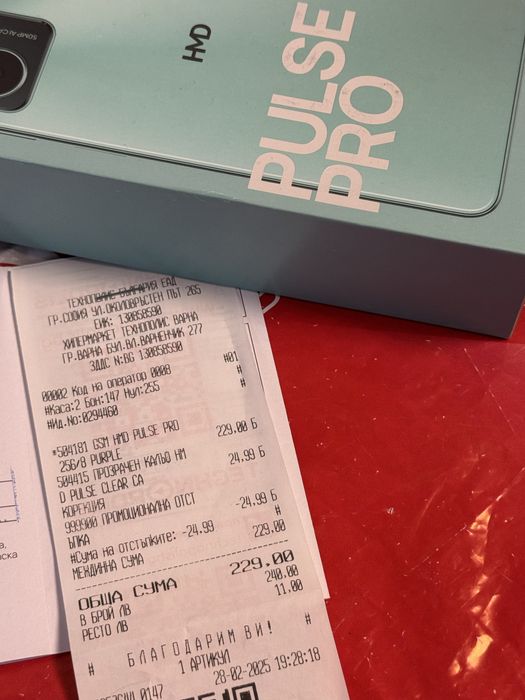 50MP AI CA
HMD
PULSE
PRO
ТЕХНОПОЛИС БЪЛГАРИЯ ЕАД
ГР.СОФИЯ УЛ.ОКОЛОВРЪСТЕН ПЪТ 265
ЕИК: 130858590
ХИПЕРМАРКЕТ ТЕХНОПОЛИС ВАРНА
ГР.ВАРНА БУЛ.ВЛ.ВАРНЕНЧИК 277
ЗДДС N:BG 130858590
00002 Код на оператор 0008 #01
#Каса:2 Бон:147 Нул:255 #
#Ид.No:0294460 #
*504181 GSM HMD PULSE PRO
256/8 PURPLE 229.00 Б
504415 ПРОЗРАЧЕН КАЛЪФ HM
D PULSE CLEAR CA 24.99 Б
КОРЕКЦИЯ
999900 ПРОМОЦИОНАЛНА ОТСТ
ЪПКА -24.99 Б
#Сума на отстъпките: -24.99 #
МЕЖДИННА СУМА 229.00
ОБЩА СУМА 229.00
В БРОЙ ЛВ 240.00
РЕСТО ЛВ 11.00
# БЛАГОДАРИМ ВИ! #
1 АРТИКУЛ
28-02-2025 19:28:18